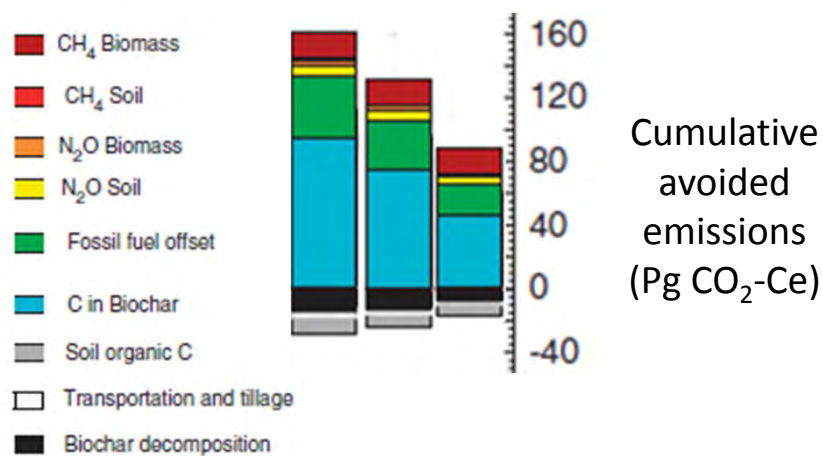 CH₄ Biomass
CH₄ Soil
N₂O Biomass
N₂O Soil
Fossil fuel offset
C in Biochar
Soil organic C
Transportation and tillage
Biochar decomposition
160
120
80
40
0
-40
Cumulative
avoided
emissions
(Pg CO₂-Ce)